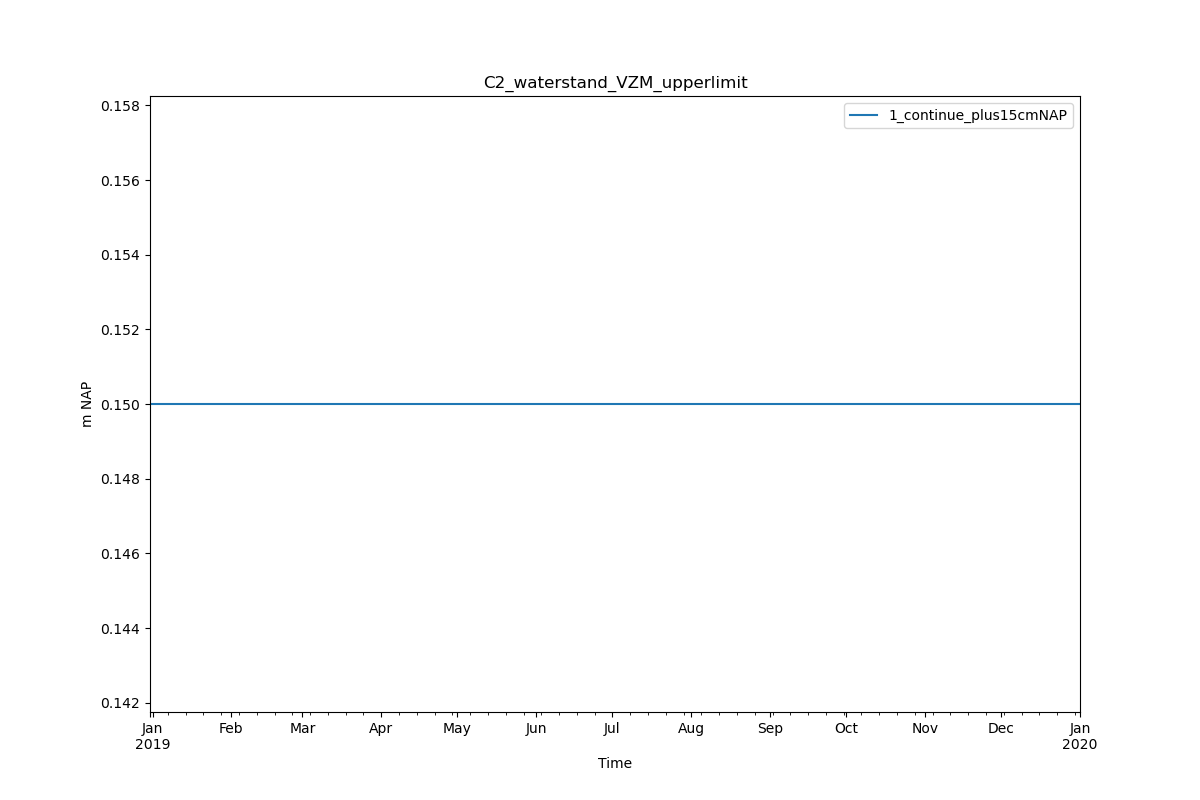 C2_waterstand_VZM_upperlimit
1_continue_plus15cmNAP
0.158
0.156
0.154
0.152
0.150
0.148
0.146
0.144
0.142
m NAP
Jan Feb Mar Apr May Jun Jul Aug Sep Oct Nov Dec Jan
2019 2020
Time